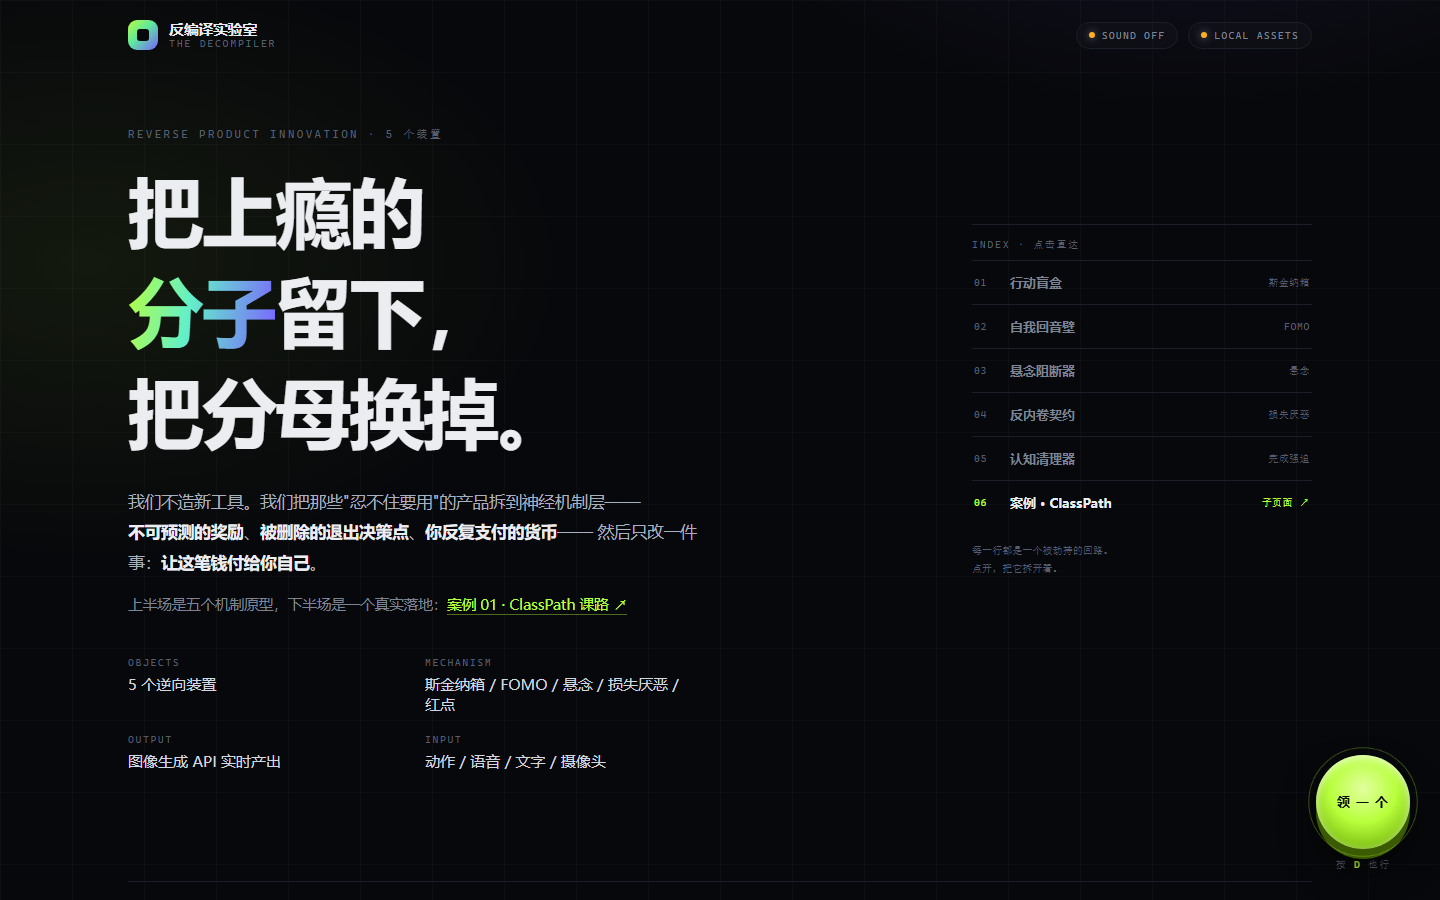 反编译实验室
THE DECOMPILER
SOUND OFF
LOCAL ASSETS
REVERSE PRODUCT INNOVATION · 5 个装置
把上瘾的
分子留下，
把分母换掉。
我们不造新工具。我们把那些"忍不住要用"的产品拆到神经机制层——
不可预测的奖励、被删除的退出决策点、你反复支付的货币—— 然后只改一件
事：让这笔钱付给你自己。
上半场是五个机制原型，下半场是一个真实落地：案例 01 · ClassPath 课路 ↗
OBJECTS
5 个逆向装置
MECHANISM
斯金纳箱 / FOMO / 悬念 / 损失厌恶 /
红点
OUTPUT
图像生成 API 实时产出
INPUT
动作 / 语音 / 文字 / 摄像头
INDEX · 点击直达
01 行动盲盒 斯金纳箱
02 自我回音壁 FOMO
03 悬念阻断器 悬念
04 反内卷契约 损失厌恶
05 认知清理器 完成强迫
06 案例 · ClassPath 子页面 ↗
每一行都是一个被劫持的回路。
点开，把它拆开看。
领一个
按 D 也行